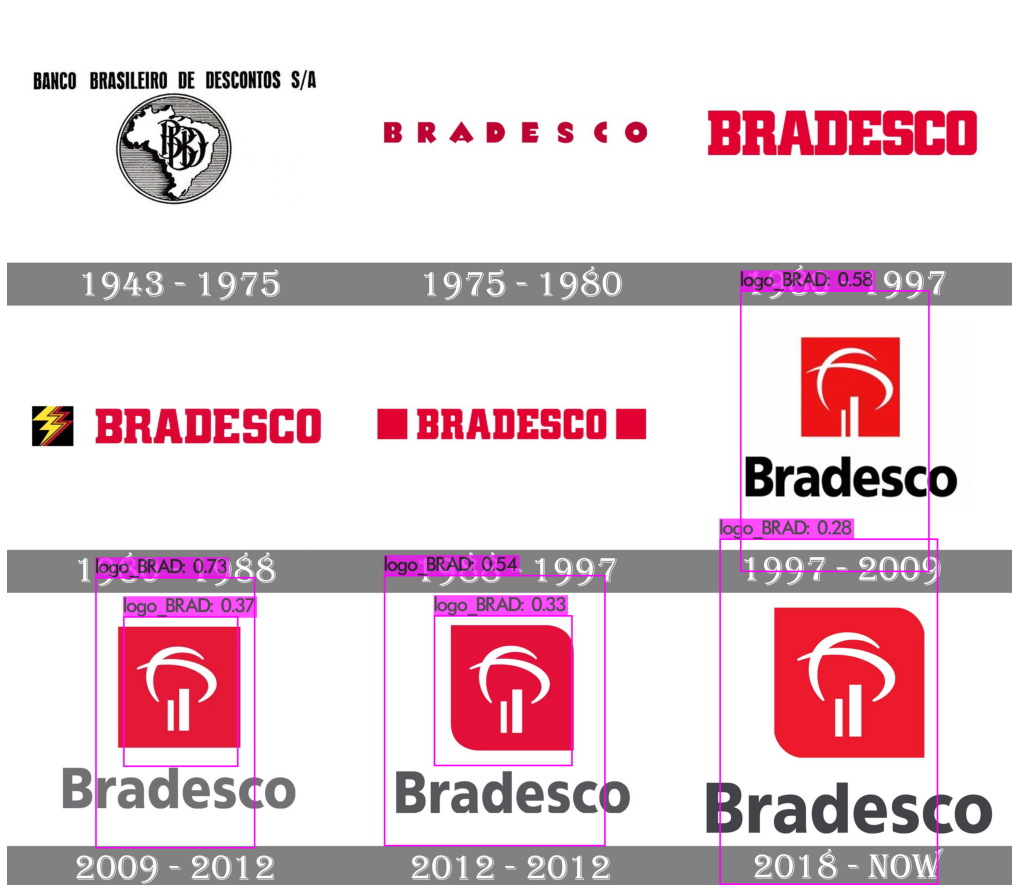 BANCO BRASILEIRO DE DESCONTOS S/A
BBD
BRADESCO
BRADESCO
1943 - 1975
1975 - 1980
logo_BRAD: 0.58
1997
BRADESCO
BRADESCO
Bradesco
logo_BRAD: 0.28
logo_BRAD: 0.73
logo_BRAD: 0.54
- 1997
1997 - 2009
logo_BRAD: 0.37
logo_BRAD: 0.33
Bradesco
Bradesco
Bradesco
2009 - 2012
2012 - 2012
2018 - NOW